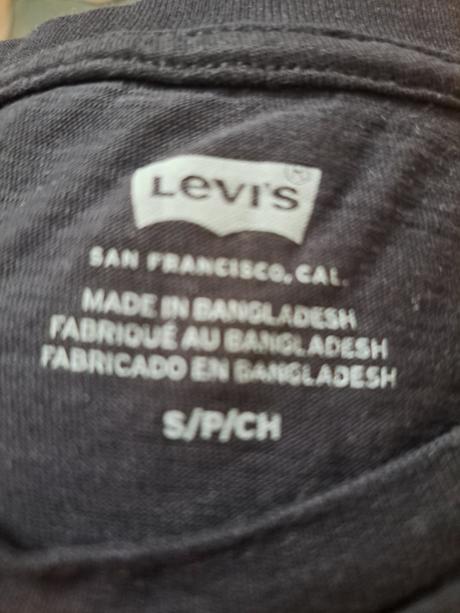 Levi's
SAN FRANCISCO, CAL.
MADE IN BANGLADESH
FABRIQUÉ AU BANGLADESH
FABRICADO EN BANGLADESH
S/P/CH